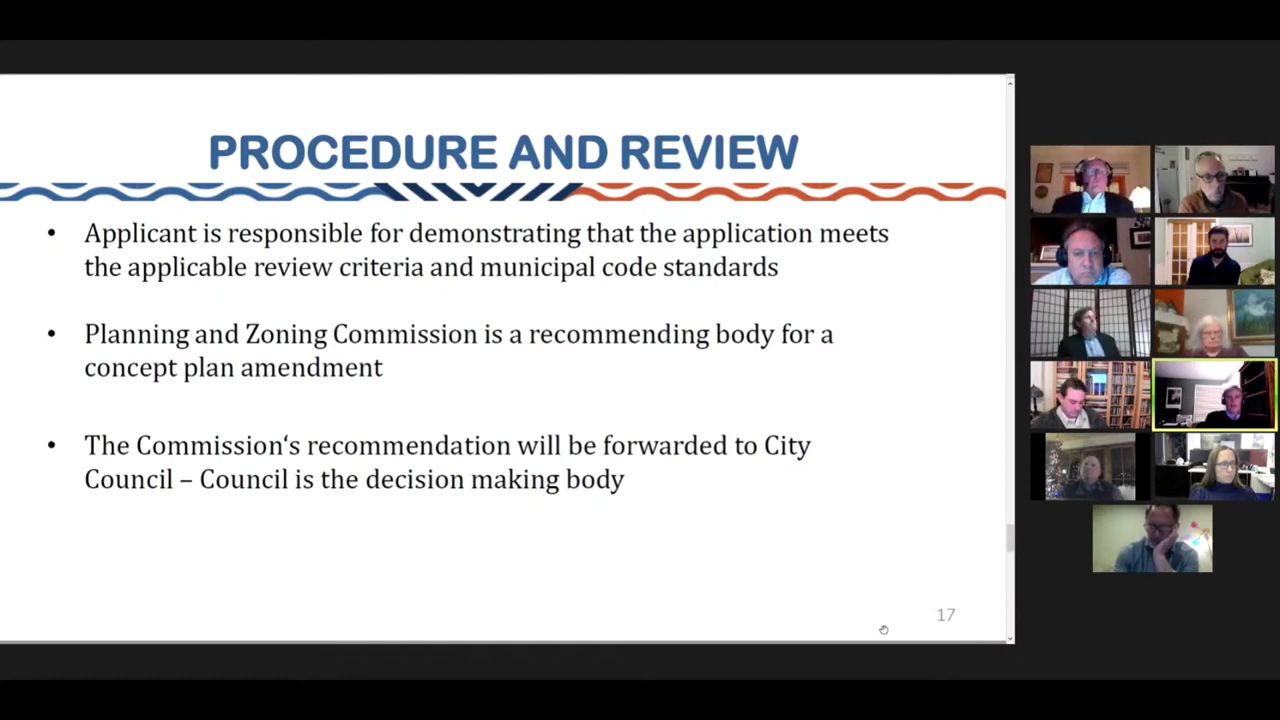 PROCEDURE AND REVIEW
• Applicant is responsible for demonstrating that the application meets
the applicable review criteria and municipal code standards
• Planning and Zoning Commission is a recommending body for a
concept plan amendment
• The Commission‘s recommendation will be forwarded to City
Council – Council is the decision making body
17